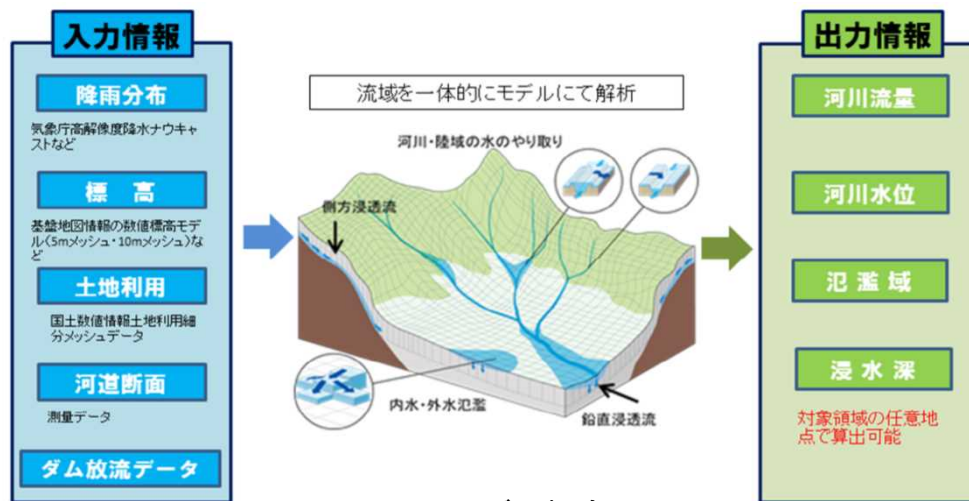 入力情報
降雨分布
気象庁高解像度降水ナウキャ
ストなど
標 高
基盤地図情報の数値標高モデ
ル(5mメッシュ・10mメッシュ)な
ど
土地利用
国土数値情報土地利用細
分メッシュデータ
河道断面
測量データ
ダム放流データ
流域を一体的にモデルにて解析
河川・陸域の水のやり取り
側方浸透流
内水・外水氾濫
鉛直浸透流
出力情報
河川流量
河川水位
氾 濫 域
浸 水 深
対象領域の任意地
点で算出可能